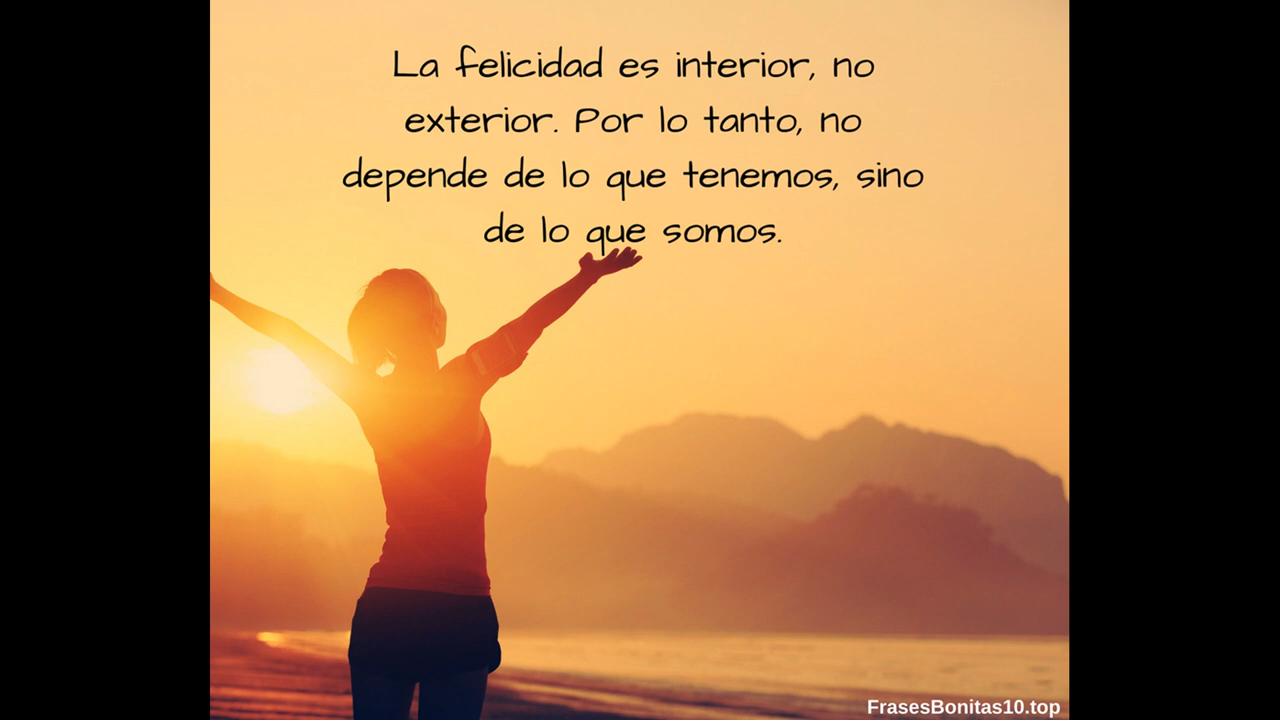 La felicidad es interior, no
exterior. Por lo tanto, no
depende de lo que tenemos, sino
de lo que somos.
FrasesBonitas10.top